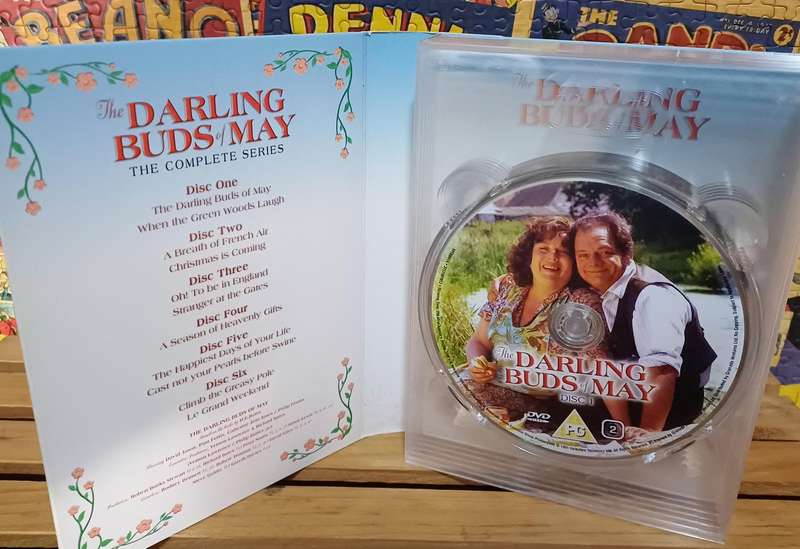 BEANO
DENN
THE
DAND
The
DARLING
BUDS of MAY
THE COMPLETE SERIES
Disc One
The Darling Buds of May
When the Green Woods Laugh
Disc Two
A Breath of French Air
Christmas is Coming
Disc Three
Oh! To be in England
Stranger at the Gates
Disc Four
A Season of Heavenly Gifts
Disc Five
The Happiest Days of Your Life
Cast not your Pearls before Swine
Disc Six
Climb the Greasy Pole
Le Grand Weekend
THE DARLING BUDS OF MAY
The
DARLING
BUDS of MAY
The
DARLING
BUDS of MAY
DISC 1
DVD
PG
2